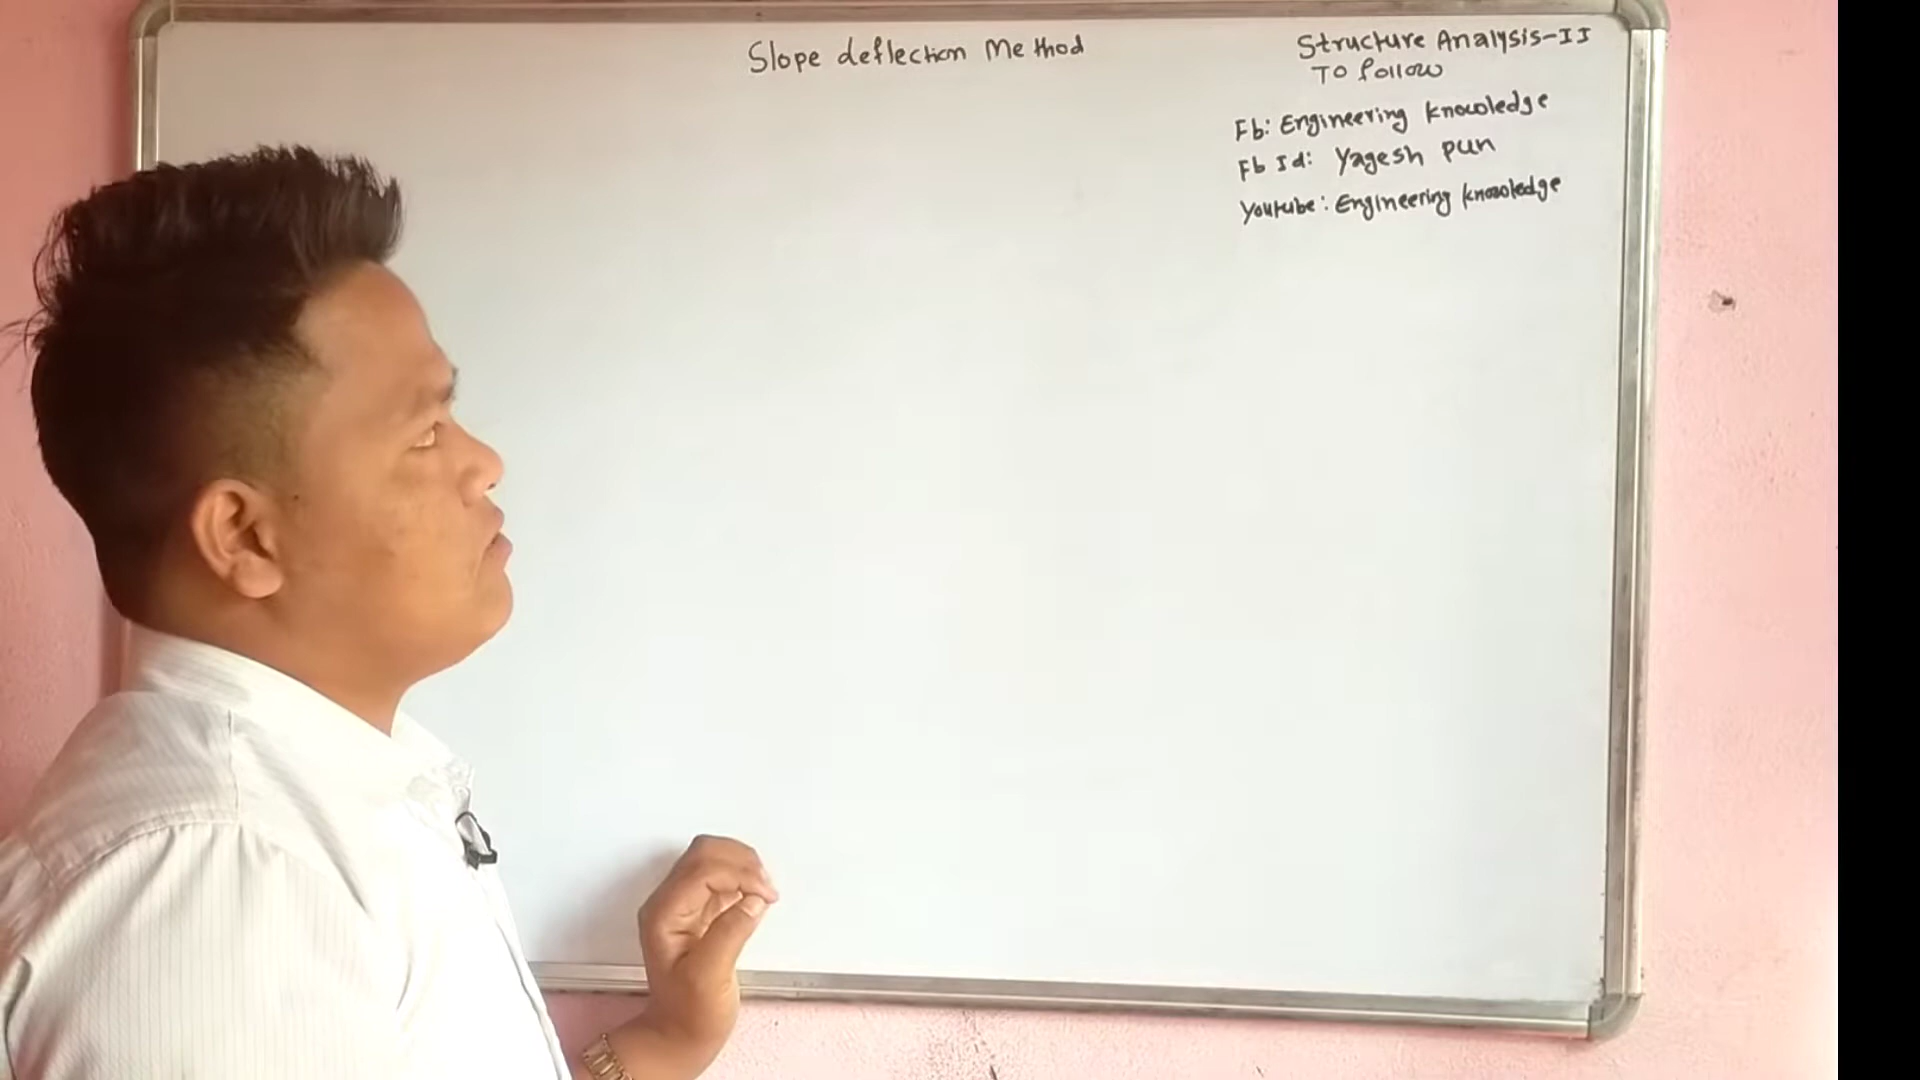 Slope deflection Method
Structure Analysis-II
To follow
Fb: Engineering knowledge
Fb Id: Yagesh pun
Youtube: Engineering knowledge